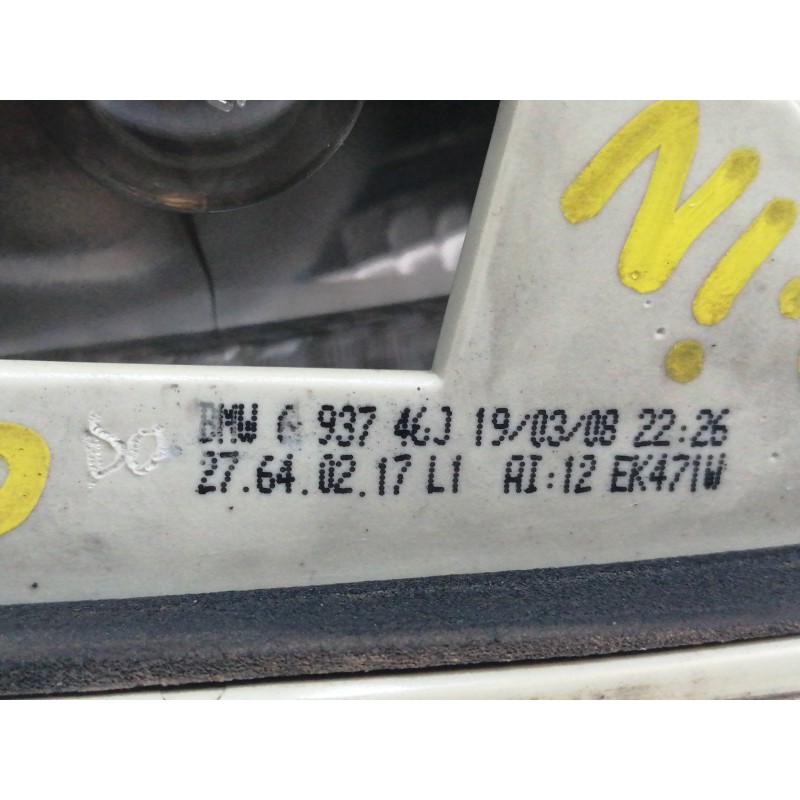 BMW 6 937 463 19/03/08 22:26
27.64.02.17 L1 AI:12 EK471W